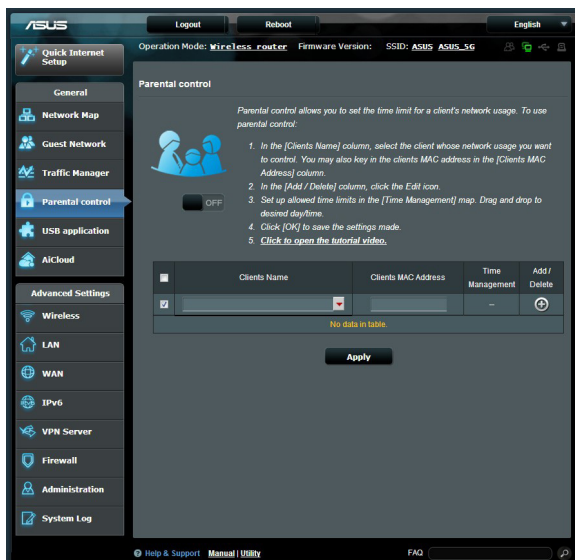 ASUS
Logout
Reboot
English
Quick Internet
Setup
Operation Mode: Wireless router Firmware Version: SSID: ASUS ASUS_5G
General
Network Map
Guest Network
Traffic Manager
Parental control
USB application
AiCloud
Advanced Settings
Wireless
LAN
WAN
IPv6
VPN Server
Firewall
Administration
System Log
Parental control
Parental control allows you to set the time limit for a client's network usage. To use
parental control:
1. In the [Clients Name] column, select the client whose network usage you want
to control. You may also key in the clients MAC address in the [Clients MAC
Address] column.
2. In the [Add / Delete] column, click the Edit icon.
3. Set up allowed time limits in the [Time Management] map. Drag and drop to
desired day/time.
4. Click [OK] to save the settings made.
5. Click to open the tutorial video.
OFF
Clients Name
Clients MAC Address
Time
Management
Add /
Delete
–
No data in table.
Apply
Help & Support Manual | Utility
FAQ